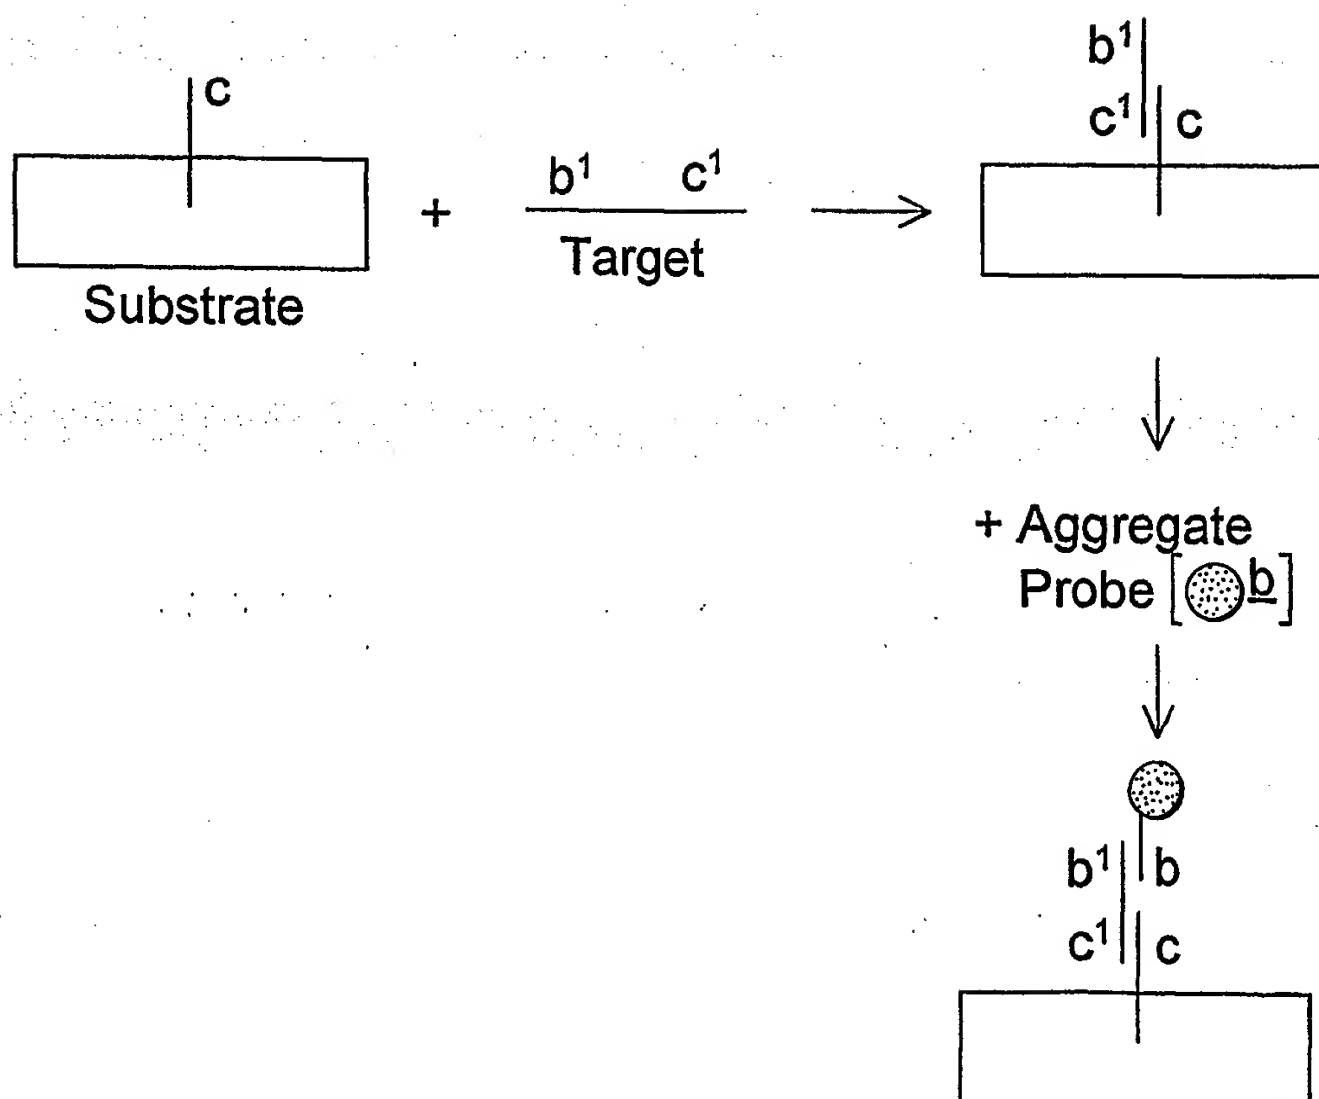 c
Substrate
+
b¹ c¹
Target
b¹
c¹ c
+ Aggregate
Probe [b]
b¹ b
c¹ c